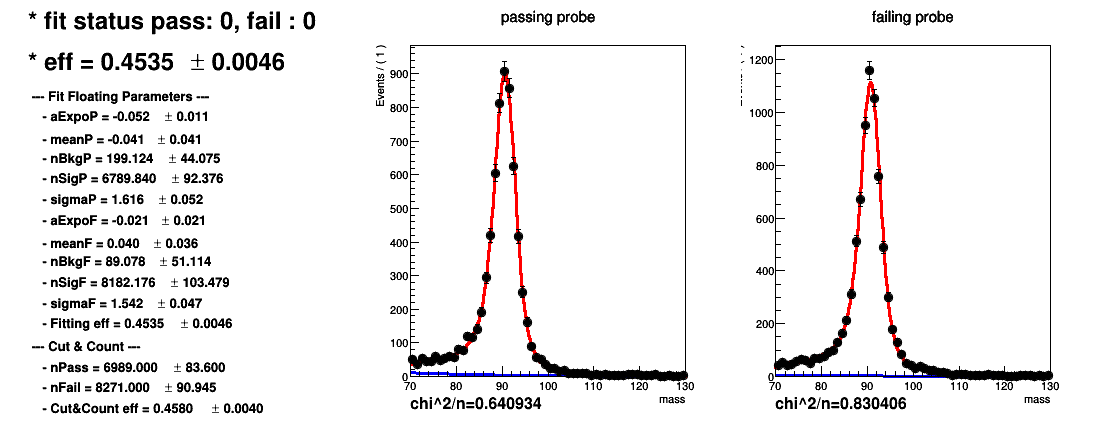 * fit status pass: 0, fail : 0
* eff = 0.4535 ± 0.0046
--- Fit Floating Parameters ---
- aExpoP = -0.052 ± 0.011
- meanP = -0.041 ± 0.041
- nBkgP = 199.124 ± 44.075
- nSigP = 6789.840 ± 92.376
- sigmaP = 1.616 ± 0.052
- aExpoF = -0.021 ± 0.021
- meanF = 0.040 ± 0.036
- nBkgF = 89.078 ± 51.114
- nSigF = 8182.176 ± 103.479
- sigmaF = 1.542 ± 0.047
- Fitting eff = 0.4535 ± 0.0046
--- Cut & Count ---
- nPass = 6989.000 ± 83.600
- nFail = 8271.000 ± 90.945
- Cut&Count eff = 0.4580 ± 0.0040
passing probe
Events / ( 1 )
900
800
700
600
500
400
300
200
100
0
70 80 90 100 110 120 130
mass
chi^2/n=0.640934
failing probe
1200
1000
800
600
400
200
0
70 80 90 100 110 120 130
mass
chi^2/n=0.830406